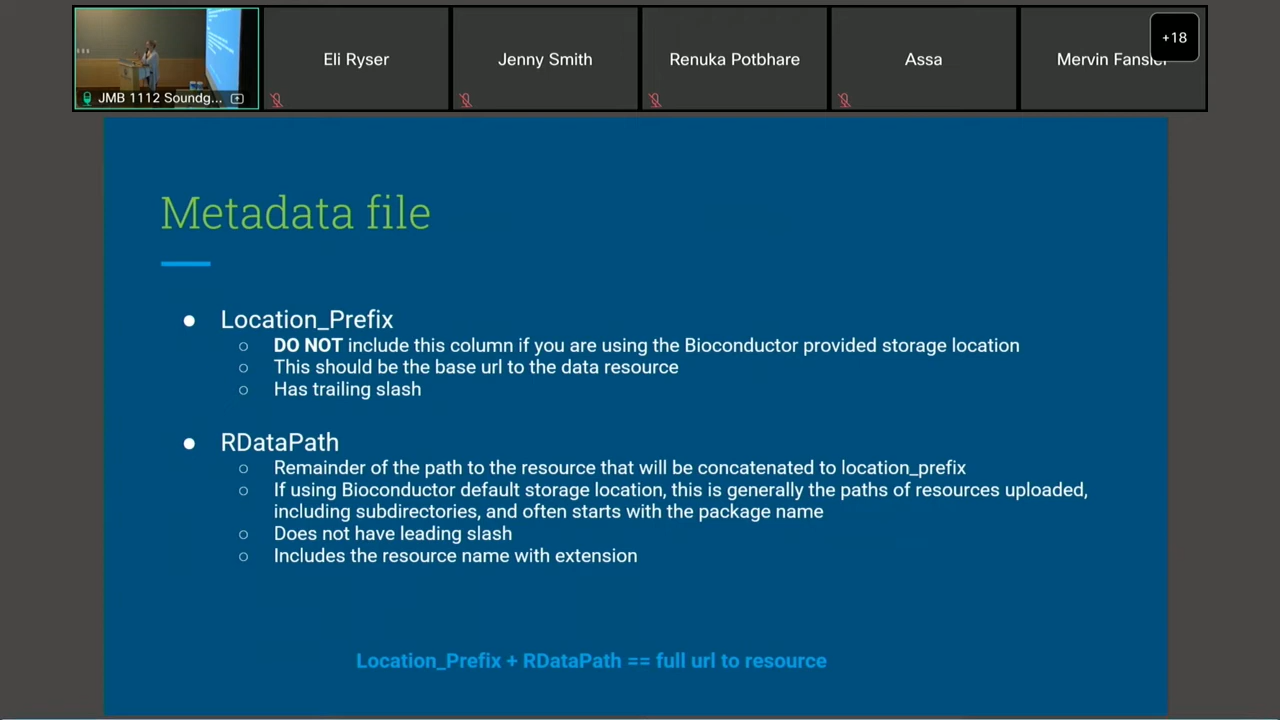 Eli Ryser
Jenny Smith
Renuka Potbhare
Assa
Mervin Fansler
+18
JMB 1112 Soundg...
Metadata file
● Location_Prefix
○ DO NOT include this column if you are using the Bioconductor provided storage location
○ This should be the base url to the data resource
○ Has trailing slash
● RDataPath
○ Remainder of the path to the resource that will be concatenated to location_prefix
○ If using Bioconductor default storage location, this is generally the paths of resources uploaded,
including subdirectories, and often starts with the package name
○ Does not have leading slash
○ Includes the resource name with extension
Location_Prefix + RDataPath == full url to resource